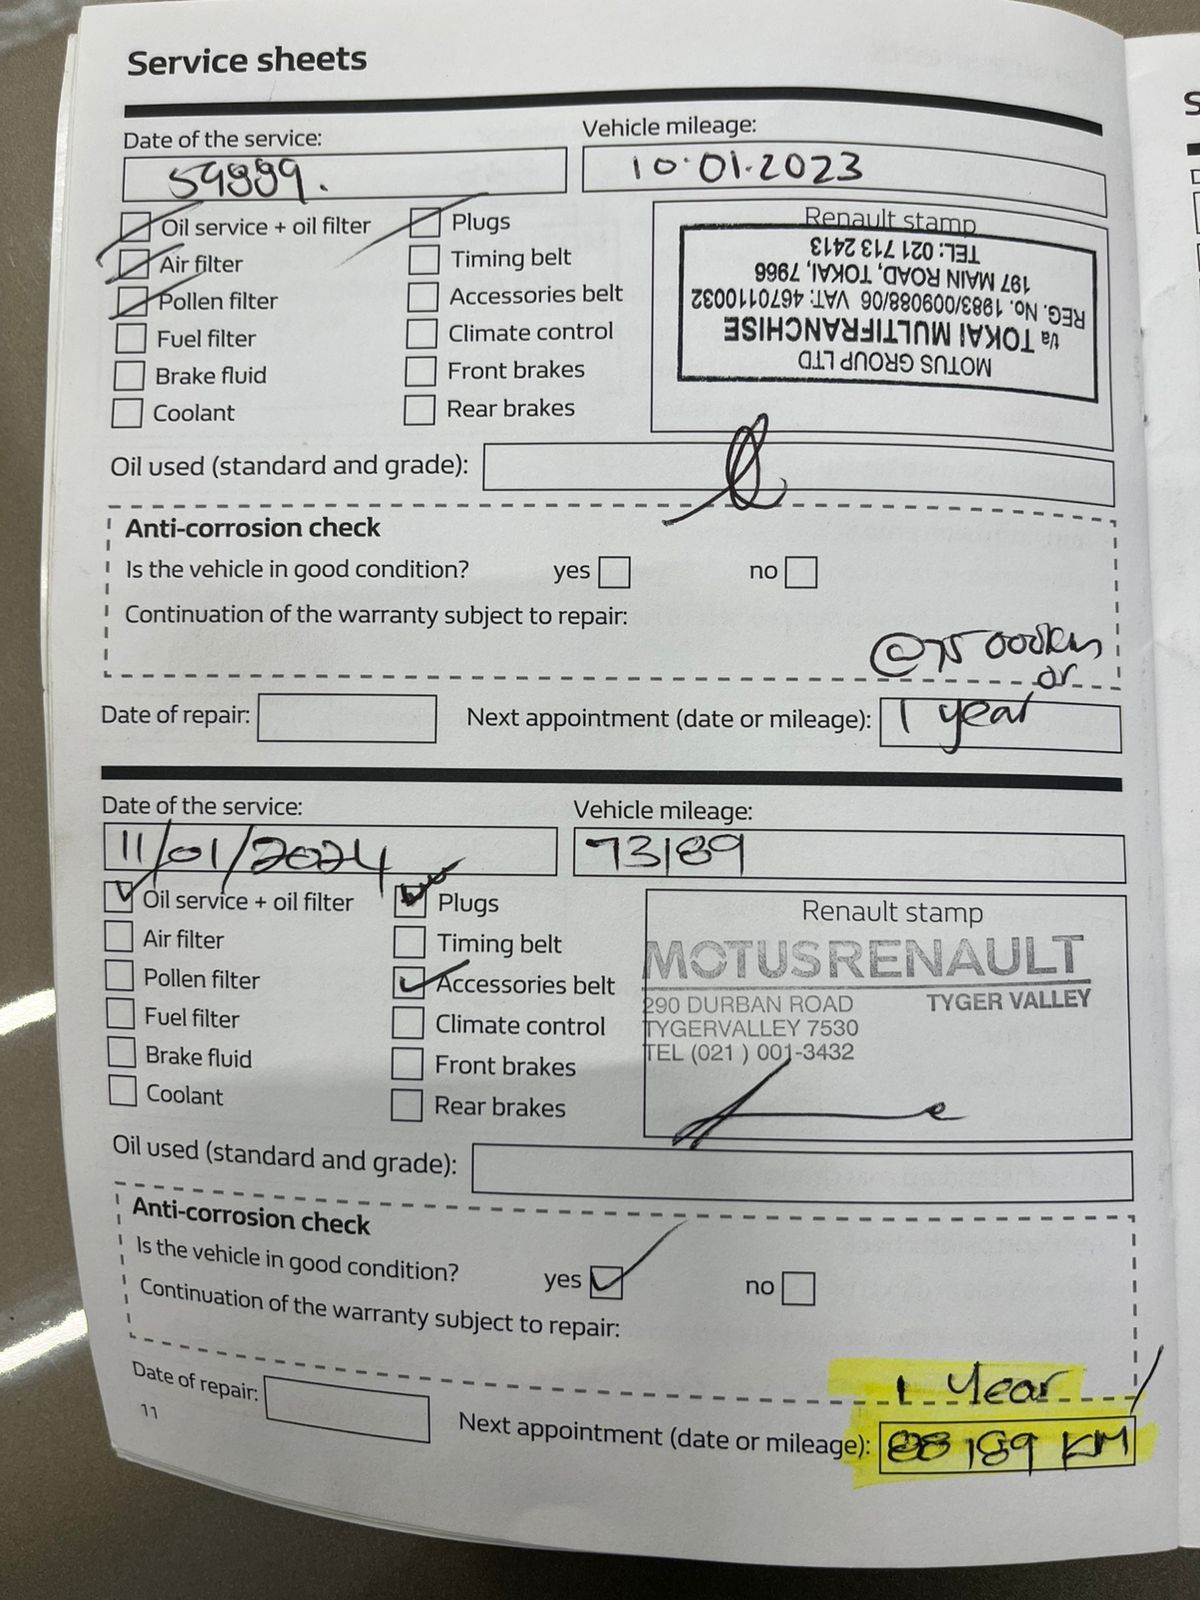 Service sheets
Date of the service:
Vehicle mileage:
59889.
10.01.2023
Oil service + oil filter
Plugs
Air filter
Timing belt
Pollen filter
Accessories belt
Fuel filter
Climate control
Brake fluid
Front brakes
Coolant
Rear brakes
Renault stamp
MOTUS GROUP LTD
t/a TOKAI MULTIFRANCHISE
REG. No. 1983/009088/06 VAT: 4670110032
197 MAIN ROAD, TOKAI, 7966
TEL: 021 713 2413
Oil used (standard and grade):
Anti-corrosion check
Is the vehicle in good condition?
yes
no
Continuation of the warranty subject to repair:
@75 000km
or
Date of repair:
Next appointment (date or mileage):
1 year
Date of the service:
Vehicle mileage:
11/01/2024
73189
Oil service + oil filter
Plugs
Air filter
Timing belt
Pollen filter
Accessories belt
Fuel filter
Climate control
Brake fluid
Front brakes
Coolant
Rear brakes
Renault stamp
MOTUSRENAULT
290 DURBAN ROAD
TYGER VALLEY
TYGERVALLEY 7530
TEL (021 ) 001-3432
Oil used (standard and grade):
Anti-corrosion check
Is the vehicle in good condition?
yes
no
Continuation of the warranty subject to repair:
1 Year
Date of repair:
Next appointment (date or mileage):
88189 KM
11